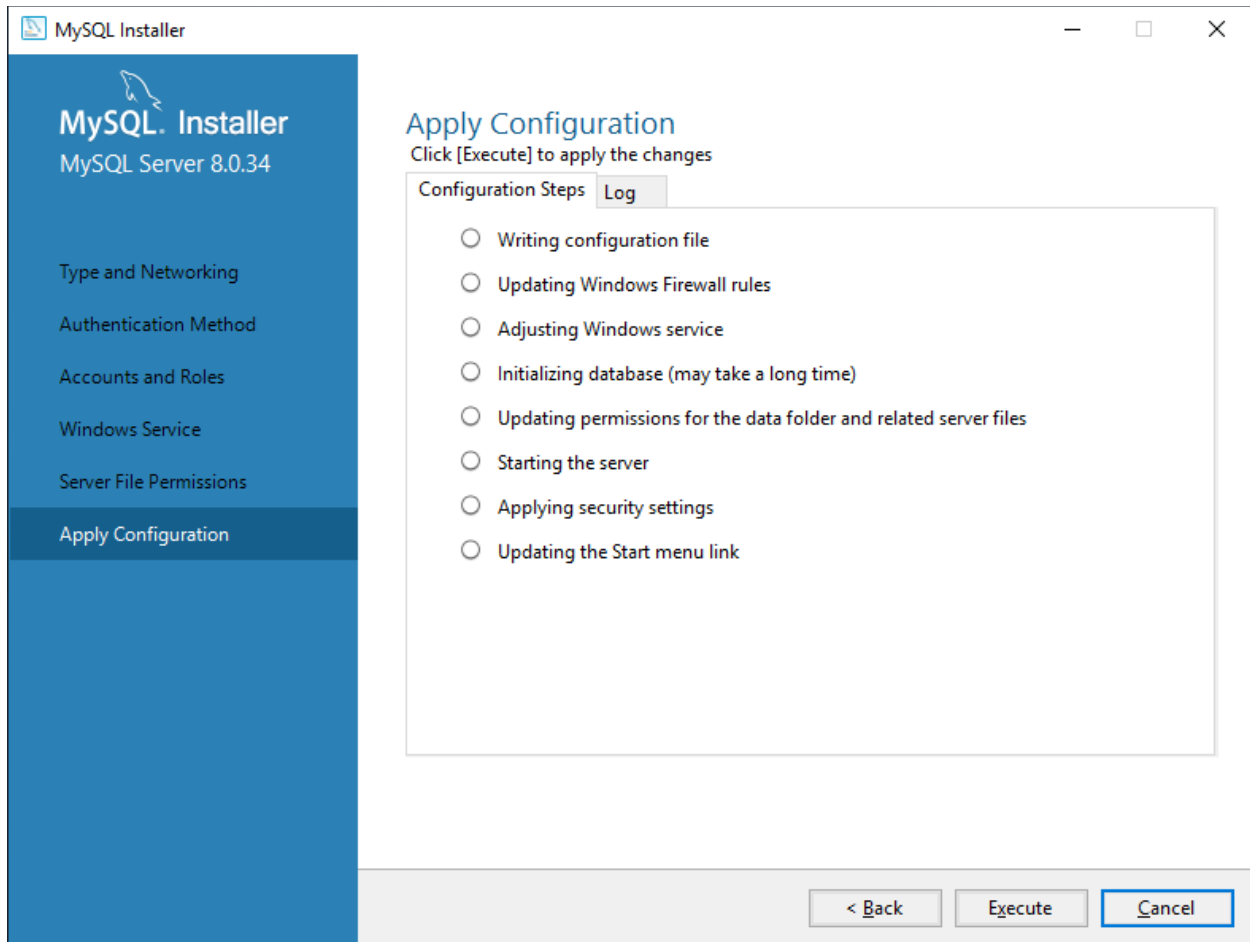 MySQL Installer
MySQL. Installer
MySQL Server 8.0.34
Type and Networking
Authentication Method
Accounts and Roles
Windows Service
Server File Permissions
Apply Configuration
Apply Configuration
Click [Execute] to apply the changes
Configuration Steps Log
Writing configuration file
Updating Windows Firewall rules
Adjusting Windows service
Initializing database (may take a long time)
Updating permissions for the data folder and related server files
Starting the server
Applying security settings
Updating the Start menu link
< Back Execute Cancel